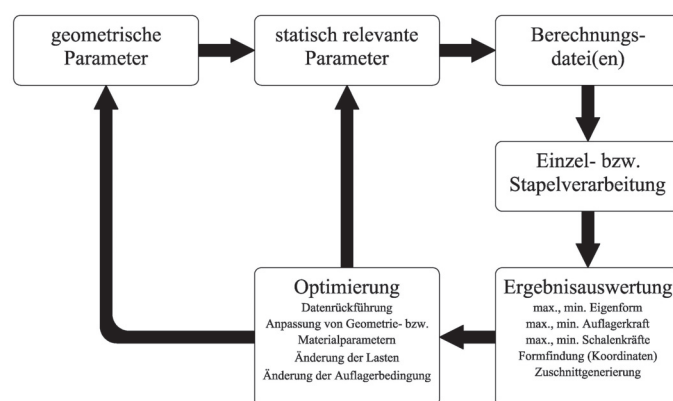 geometrische
Parameter
statisch relevante
Parameter
Berechnungs-
datei(en)
Einzel- bzw.
Stapelverarbeitung
Ergebnisauswertung
max., min. Eigenform
max., min. Auflagerkraft
max., min. Schalenkräfte
Formfindung (Koordinaten)
Zuschnittgenerierung
Optimierung
Datenrückführung
Anpassung von Geometrie- bzw.
Materialparametern
Änderung der Lasten
Änderung der Auflagerbedingung